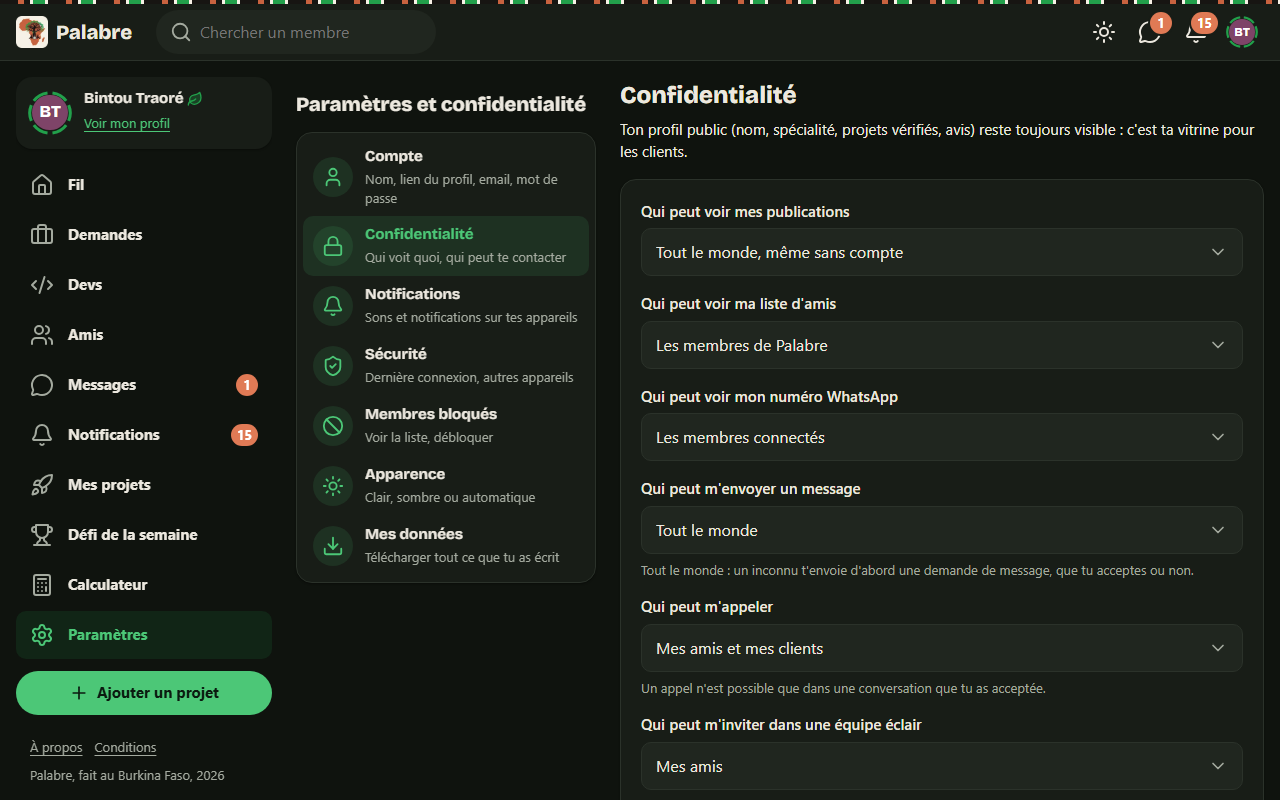 Palabre
Chercher un membre
1
15
BT
BT
Bintou Traoré
Voir mon profil
Fil
Demandes
Devs
Amis
Messages
1
Notifications
15
Mes projets
Défi de la semaine
Calculateur
Paramètres
Ajouter un projet
À propos Conditions
Palabre, fait au Burkina Faso, 2026
Paramètres et confidentialité
Compte
Nom, lien du profil, email, mot de
passe
Confidentialité
Qui voit quoi, qui peut te contacter
Notifications
Sons et notifications sur tes appareils
Sécurité
Dernière connexion, autres appareils
Membres bloqués
Voir la liste, débloquer
Apparence
Clair, sombre ou automatique
Mes données
Télécharger tout ce que tu as écrit
Confidentialité
Ton profil public (nom, spécialité, projets vérifiés, avis) reste toujours visible : c'est ta vitrine pour
les clients.
Qui peut voir mes publications
Tout le monde, même sans compte
Qui peut voir ma liste d'amis
Les membres de Palabre
Qui peut voir mon numéro WhatsApp
Les membres connectés
Qui peut m'envoyer un message
Tout le monde
Tout le monde : un inconnu t'envoie d'abord une demande de message, que tu acceptes ou non.
Qui peut m'appeler
Mes amis et mes clients
Un appel n'est possible que dans une conversation que tu as acceptée.
Qui peut m'inviter dans une équipe éclair
Mes amis